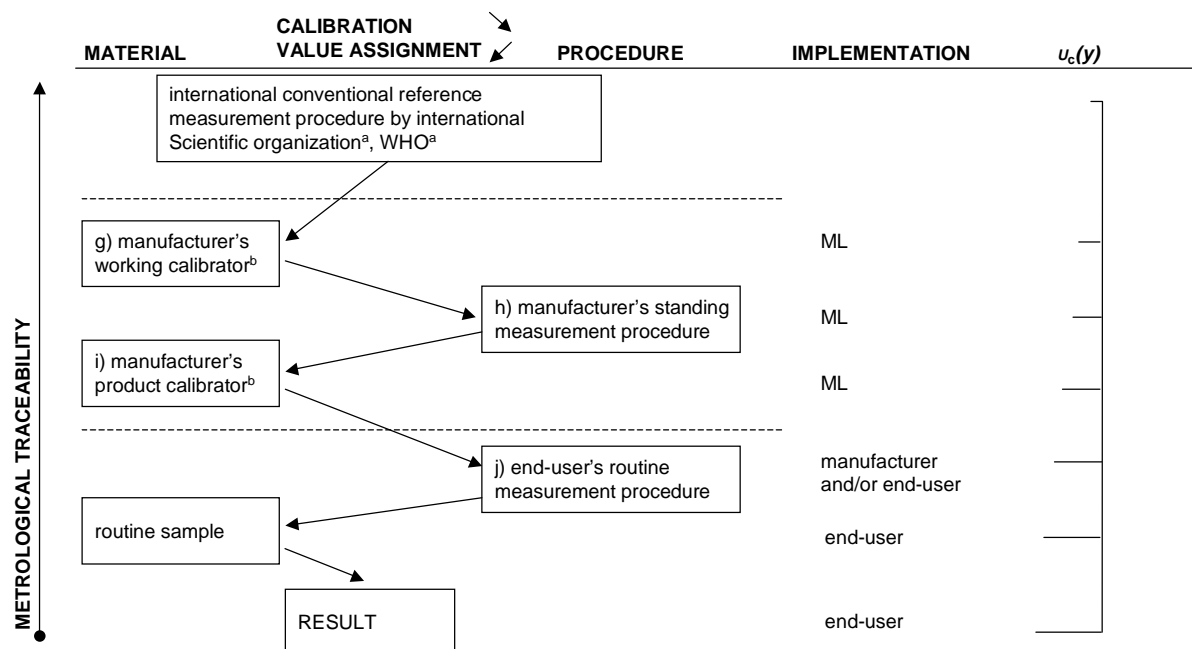 CALIBRATION
MATERIAL VALUE ASSIGNMENT PROCEDURE IMPLEMENTATION uc(y)
international conventional reference
measurement procedure by international
Scientific organizationᵃ, WHOᵃ
g) manufacturer's
working calibratorᵇ
ML
h) manufacturer's standing
measurement procedure
ML
i) manufacturer's
product calibratorᵇ
ML
j) end-user's routine
measurement procedure
manufacturer
and/or end-user
routine sample
end-user
RESULT
end-user
METROLOGICAL TRACEABILITY